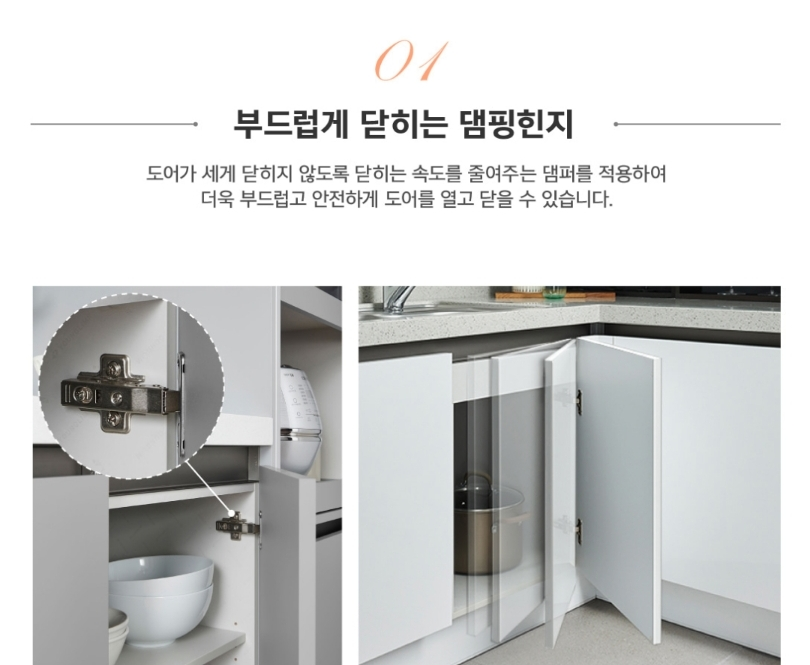 01
부드럽게 닫히는 댐핑힌지
도어가 세게 닫히지 않도록 닫히는 속도를 줄여주는 댐퍼를 적용하여
더욱 부드럽고 안전하게 도어를 열고 닫을 수 있습니다.